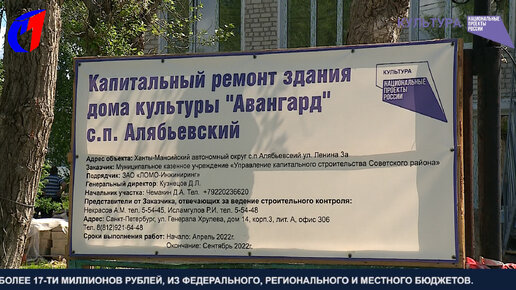 КУЛЬТУРА
НАЦИОНАЛЬНЫЕ
ПРОЕКТЫ
РОССИИ
Капитальный ремонт здания
дома культуры "Авангард"
с.п. Алябьевский
КУЛЬТУРА
НАЦИОНАЛЬНЫЕ
ПРОЕКТЫ
РОССИИ
Адрес объекта: Ханты-Мансийский автономный округ с.п Алябьевсеий ул. Ленина 3а
Заказчик: Муниципальное казенное учреждение «Управление капитального строительства Советского района»
Подрядчик: ЗАО «ЛОМО-Инжиниринг»
Генеральный директор Кузнецов Д.Л.
Начальник участка: Чемакин Д.А. Тел. +79220236620
Представители от Заказчика, отвечающих за ведение строительного контроля:
Некрасов А.М. тел. 5-54-45, Исламгулов Р.И. тел. 5-54-48
Адрес: Санкт-Петербург, ул. Генерала Хрулева, дом 14, корп.3, лит. А, офис 306
Тел. 8(812)921-64-48
Сроки выполнения работ: Начало: Апрель 2022г.
Окончание: Сентябрь 2022г.
БОЛЕЕ 17-ТИ МИЛЛИОНОВ РУБЛЕЙ, ИЗ ФЕДЕРАЛЬНОГО, РЕГИОНАЛЬНОГО И МЕСТНОГО БЮДЖЕТОВ.